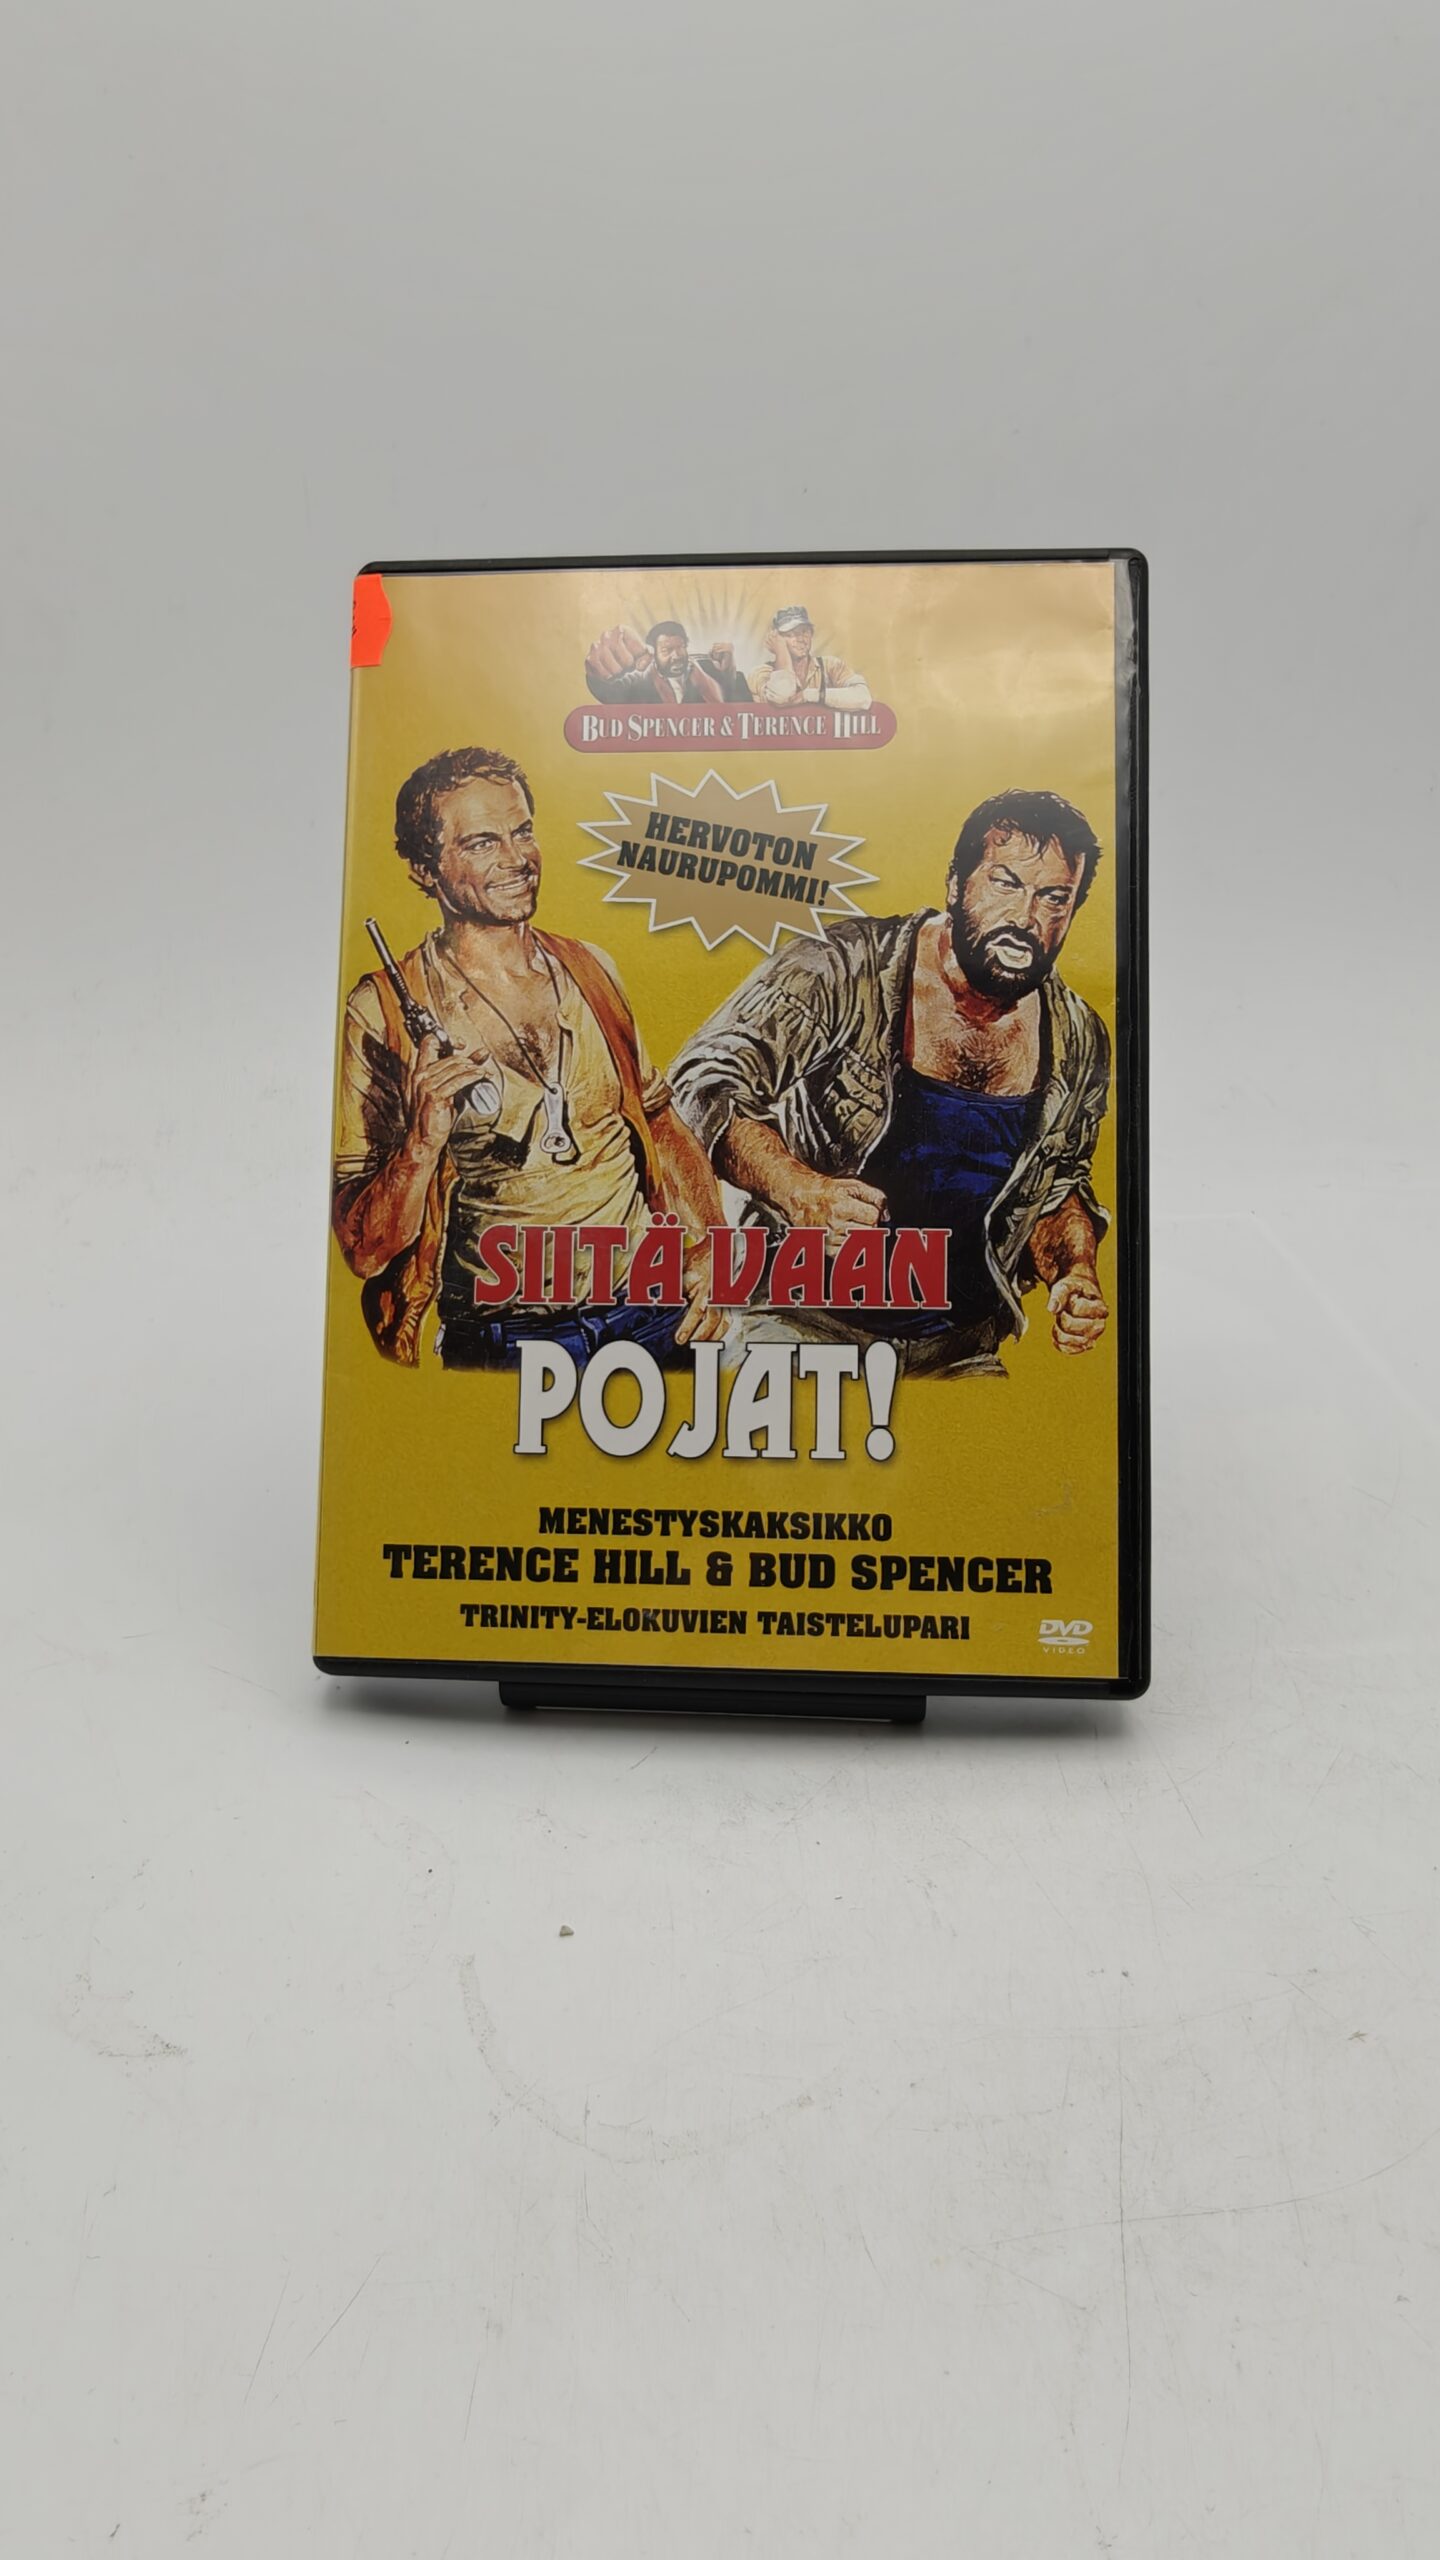 BUD SPENCER & TERENCE HILL
HERVOTON
NAURUPOMMI!
SIITÄ VAAN
POJAT!
MENESTYSKAKSIKKO
TERENCE HILL & BUD SPENCER
TRINITY-ELOKUVIEN TAISTELUPARI
DVD
VIDEO